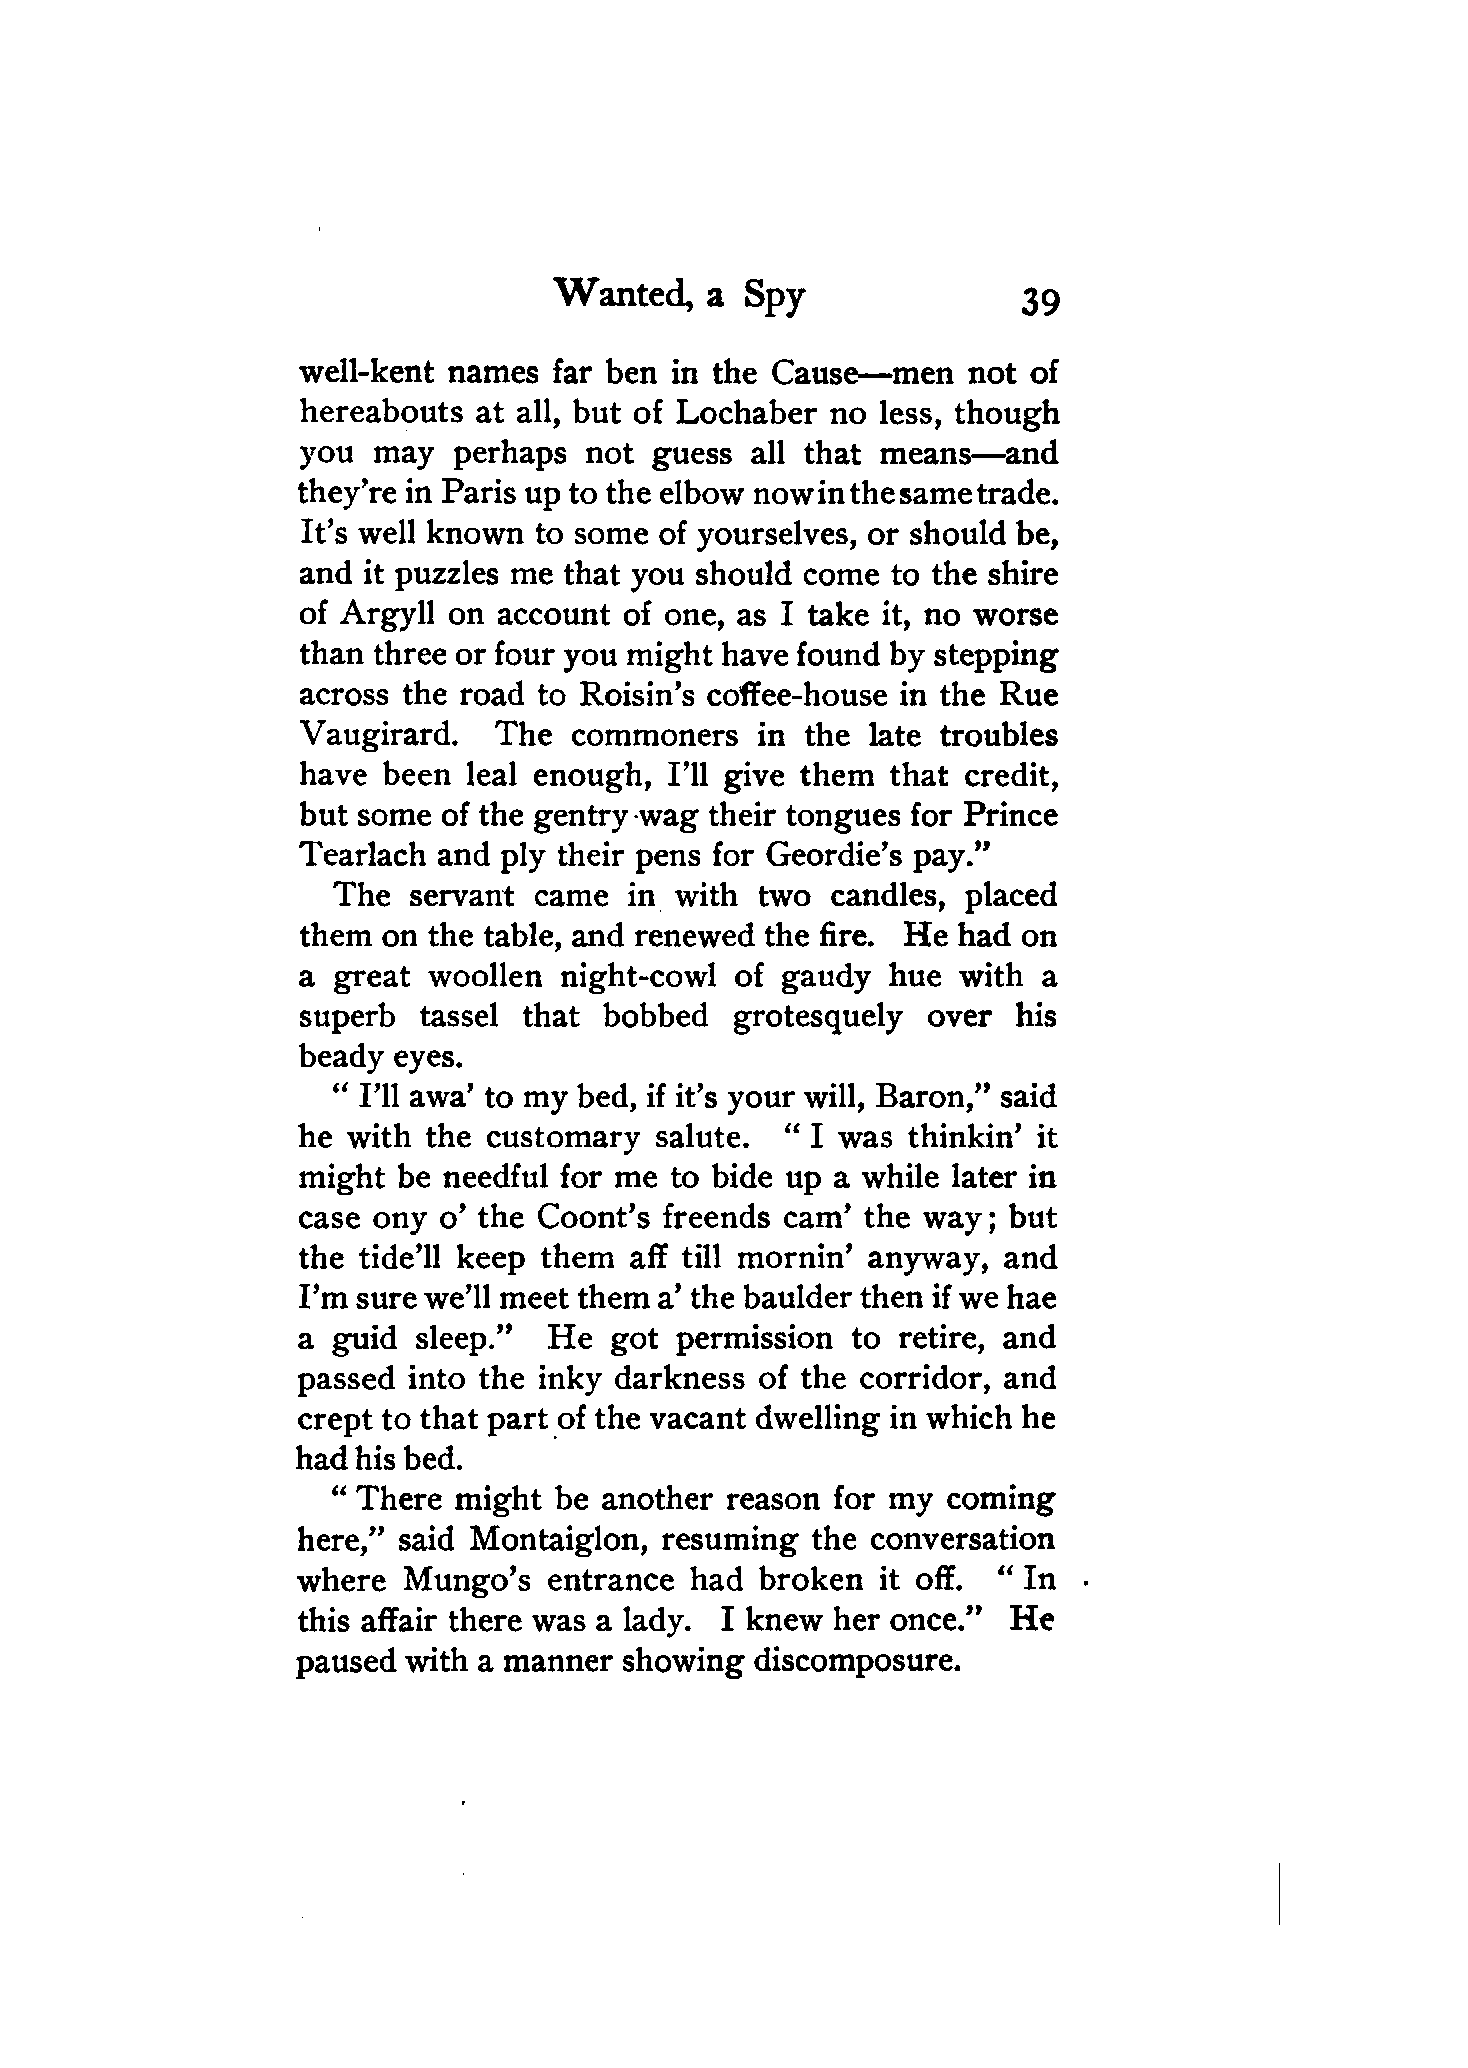 Wanted, a Spy 39
well-kent names far ben in the Cause—men not of
hereabouts at all, but of Lochaber no less, though
you may perhaps not guess all that means—and
they're in Paris up to the elbow now in the same trade.
It's well known to some of yourselves, or should be,
and it puzzles me that you should come to the shire
of Argyll on account of one, as I take it, no worse
than three or four you might have found by stepping
across the road to Roisin's coffee-house in the Rue
Vaugirard. The commoners in the late troubles
have been leal enough, I'll give them that credit,
but some of the gentry wag their tongues for Prince
Tearlach and ply their pens for Geordie's pay."
The servant came in with two candles, placed
them on the table, and renewed the fire. He had on
a great woollen night-cowl of gaudy hue with a
superb tassel that bobbed grotesquely over his
beady eyes.
"I'll awa' to my bed, if it's your will, Baron," said
he with the customary salute. "I was thinkin' it
might be needful for me to bide up a while later in
case ony o' the Coont's freends cam' the way; but
the tide'll keep them aff till mornin' anyway, and
I'm sure we'll meet them a' the baulder then if we hae
a guid sleep." He got permission to retire, and
passed into the inky darkness of the corridor, and
crept to that part of the vacant dwelling in which he
had his bed.
"There might be another reason for my coming
here," said Montaiglon, resuming the conversation
where Mungo's entrance had broken it off. "In
this affair there was a lady. I knew her once." He
paused with a manner showing discomposure.